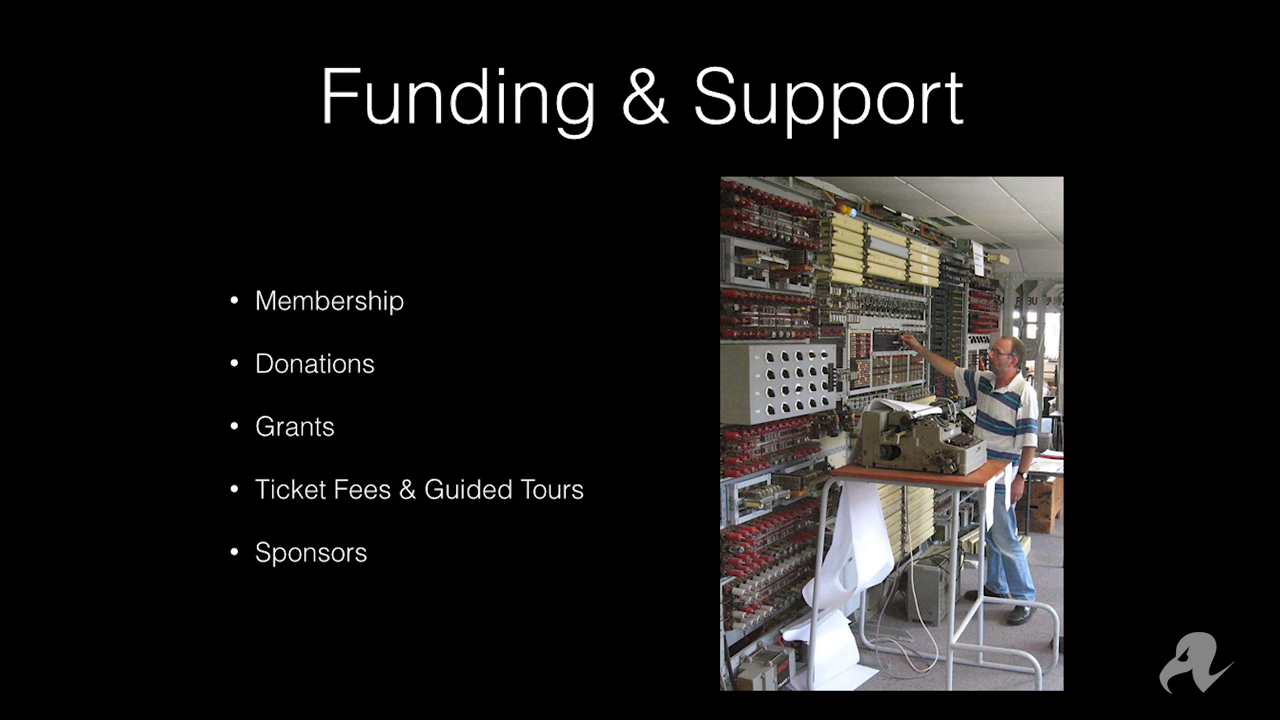 Funding & Support
• Membership
• Donations
• Grants
• Ticket Fees & Guided Tours
• Sponsors